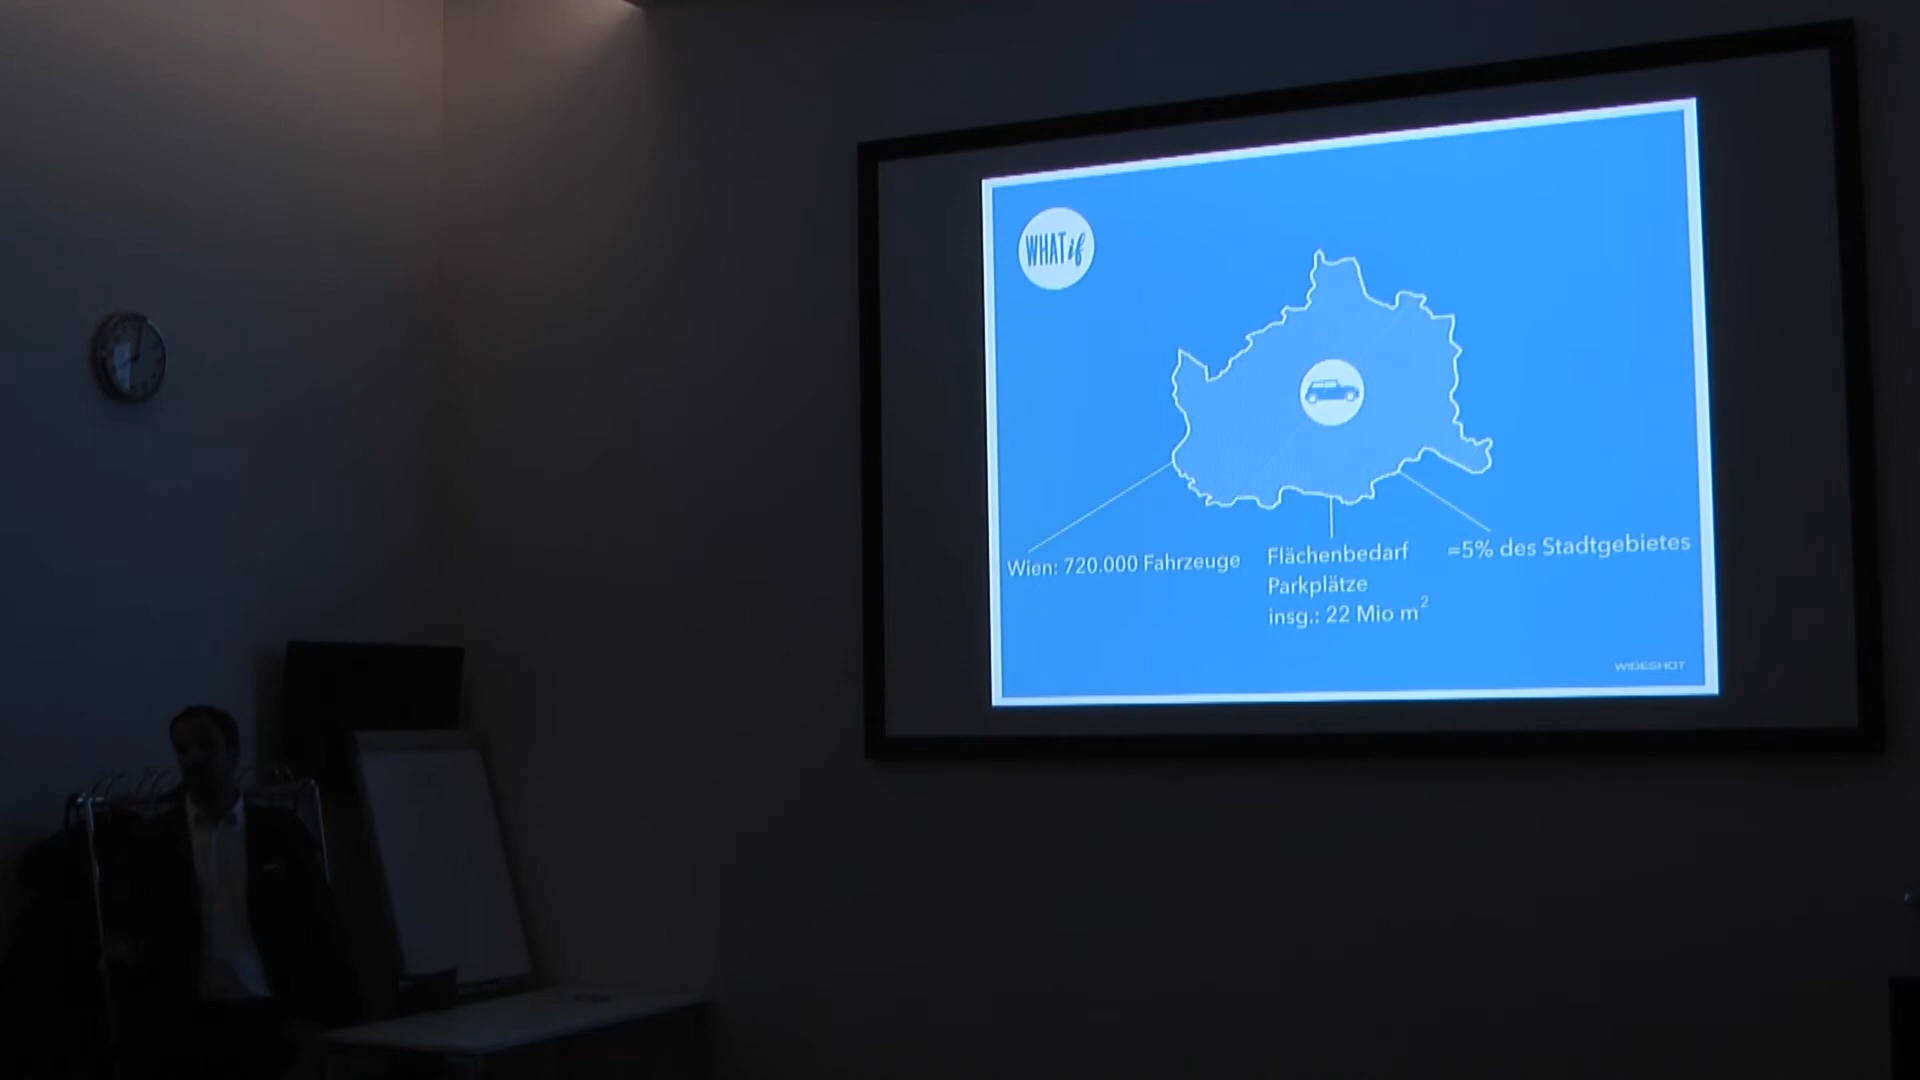 WHAT if
Wien: 720.000 Fahrzeuge
Flächenbedarf
Parkplätze
insg.: 22 Mio m²
=5% des Stadtgebietes
WIDESHOT